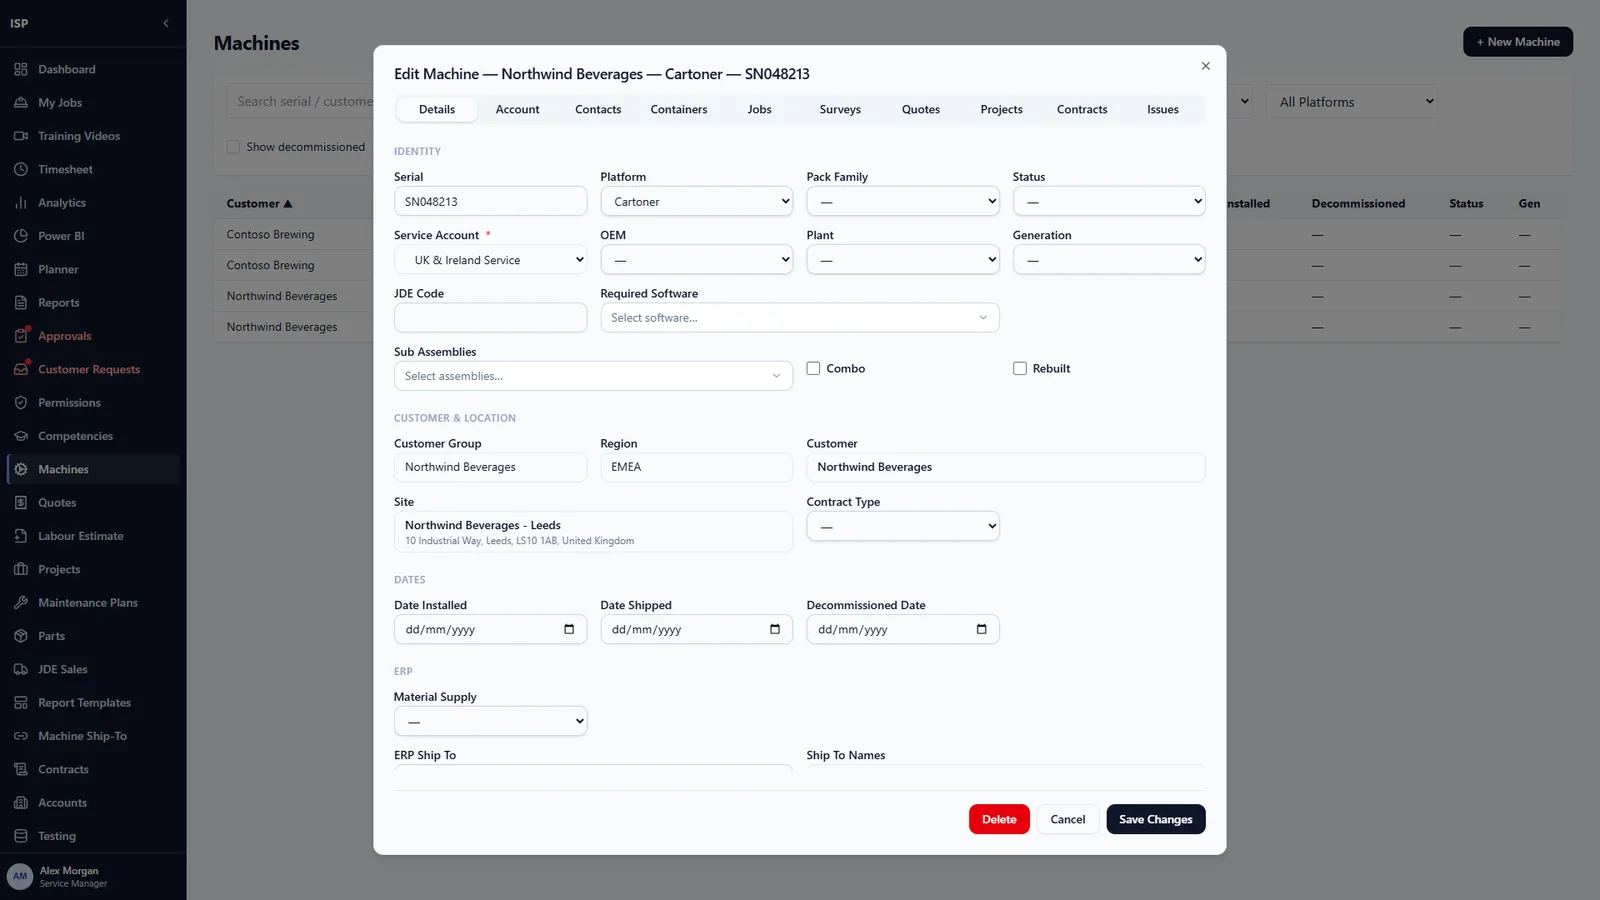 ISP
Dashboard
My Jobs
Training Videos
Timesheet
Analytics
Power BI
Planner
Reports
Approvals
Customer Requests
Permissions
Competencies
Machines
Quotes
Labour Estimate
Projects
Maintenance Plans
Parts
JDE Sales
Report Templates
Machine Ship-To
Contracts
Accounts
Testing
AM
Alex Morgan
Service Manager
Machines
+ New Machine
Search serial / custome
All Platforms
Show decommissioned
Customer ▲
nstalled
Decommissioned
Status
Gen
Contoso Brewing
— — — —
Contoso Brewing
— — — —
Northwind Beverages
— — — —
Northwind Beverages
— — — —
Edit Machine — Northwind Beverages — Cartoner — SN048213
Details
Account
Contacts
Containers
Jobs
Surveys
Quotes
Projects
Contracts
Issues
IDENTITY
Serial
SN048213
Platform
Cartoner
Pack Family
—
Status
—
Service Account *
UK & Ireland Service
OEM
—
Plant
—
Generation
—
JDE Code
Required Software
Select software...
Sub Assemblies
Select assemblies...
Combo
Rebuilt
CUSTOMER & LOCATION
Customer Group
Northwind Beverages
Region
EMEA
Customer
Northwind Beverages
Site
Northwind Beverages - Leeds
10 Industrial Way, Leeds, LS10 1AB, United Kingdom
Contract Type
—
DATES
Date Installed
dd/mm/yyyy
Date Shipped
dd/mm/yyyy
Decommissioned Date
dd/mm/yyyy
ERP
Material Supply
—
ERP Ship To
Ship To Names
Delete
Cancel
Save Changes